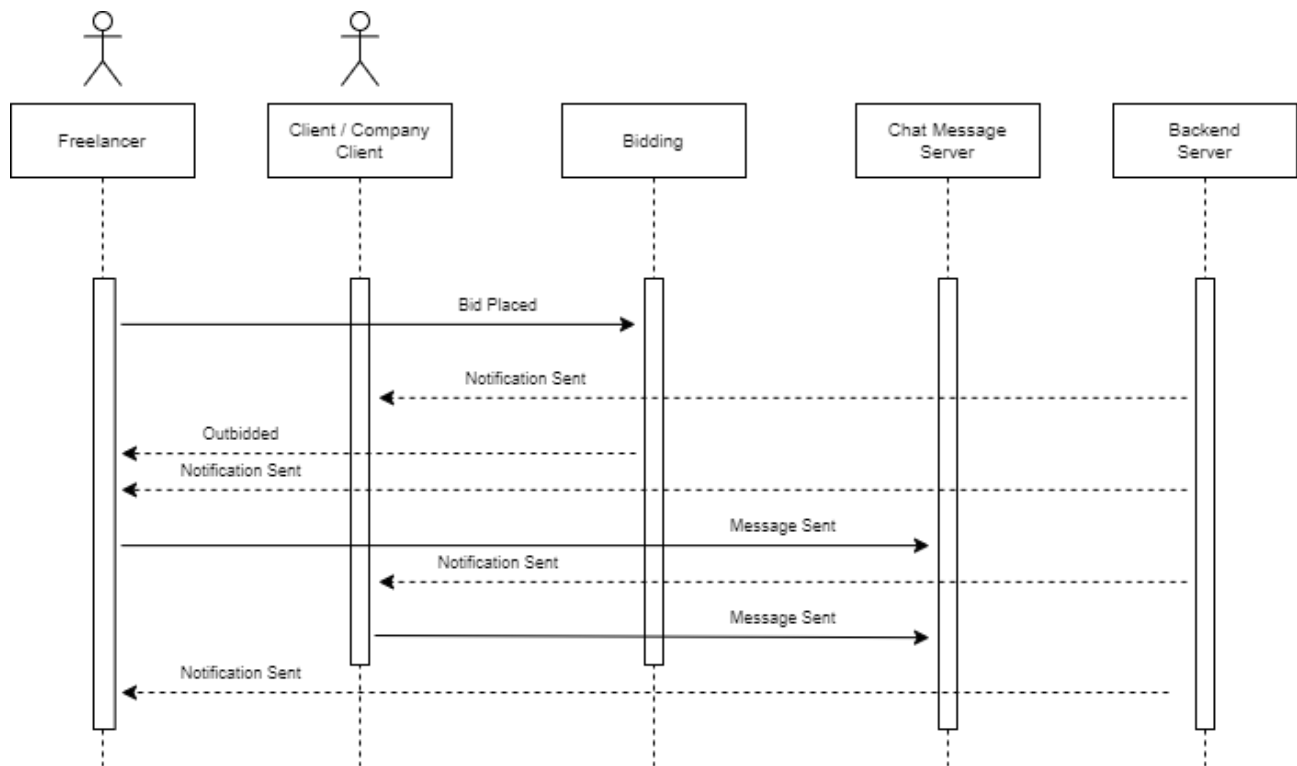 Freelancer
Client / Company
Client
Bidding
Chat Message
Server
Backend
Server
Bid Placed
Notification Sent
Outbidded
Notification Sent
Message Sent
Notification Sent
Message Sent
Notification Sent